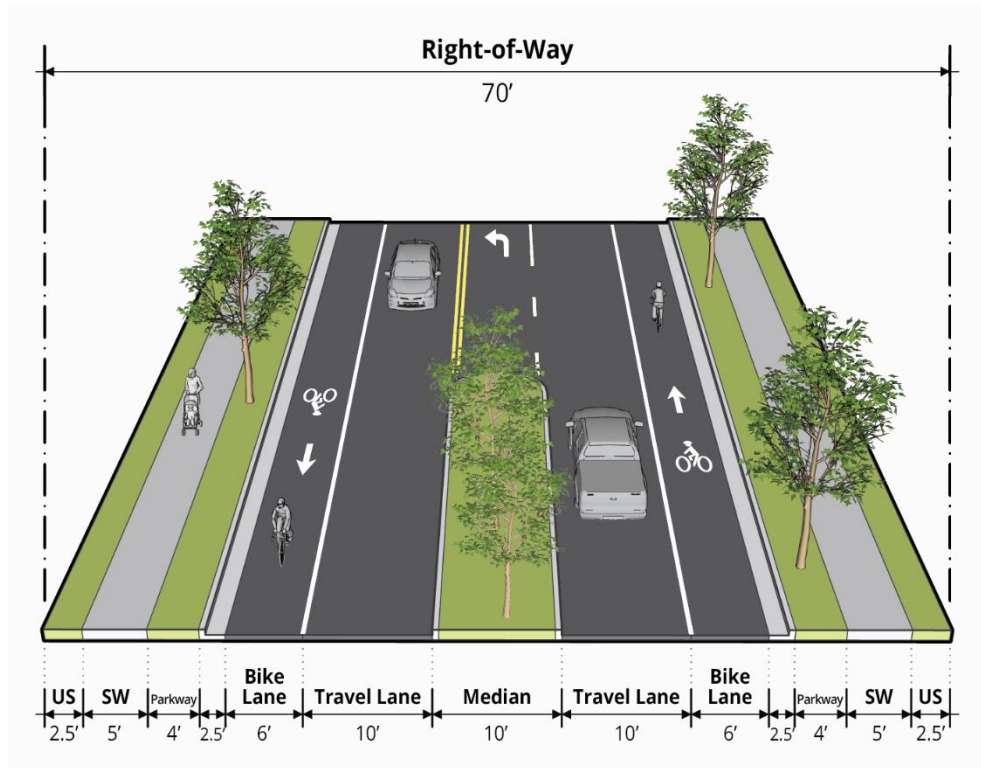 Right-of-Way
70’
US SW Parkway Bike Lane Travel Lane Median Travel Lane Bike Lane Parkway SW US
2.5’ 5’ 4’ 2.5’ 6’ 10’ 10’ 10’ 6’ 2.5’ 4’ 5’ 2.5’